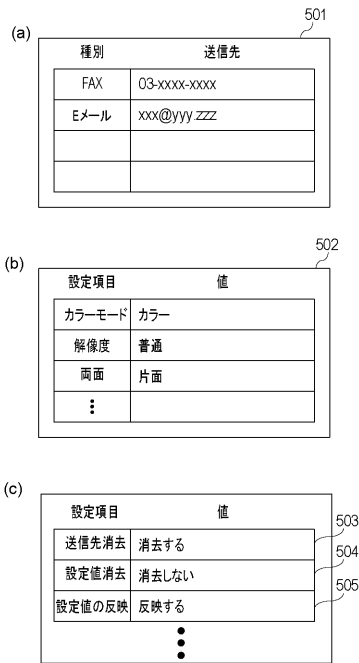 (a)
501
種別 送信先
FAX 03-xxxx-xxxx
Eメール xxx@yyy.zzz
(b)
502
設定項目 値
カラーモード カラー
解像度 普通
両面 片面
(c)
設定項目 値
503
送信先消去 消去する
504
設定値消去 消去しない
505
設定値の反映 反映する